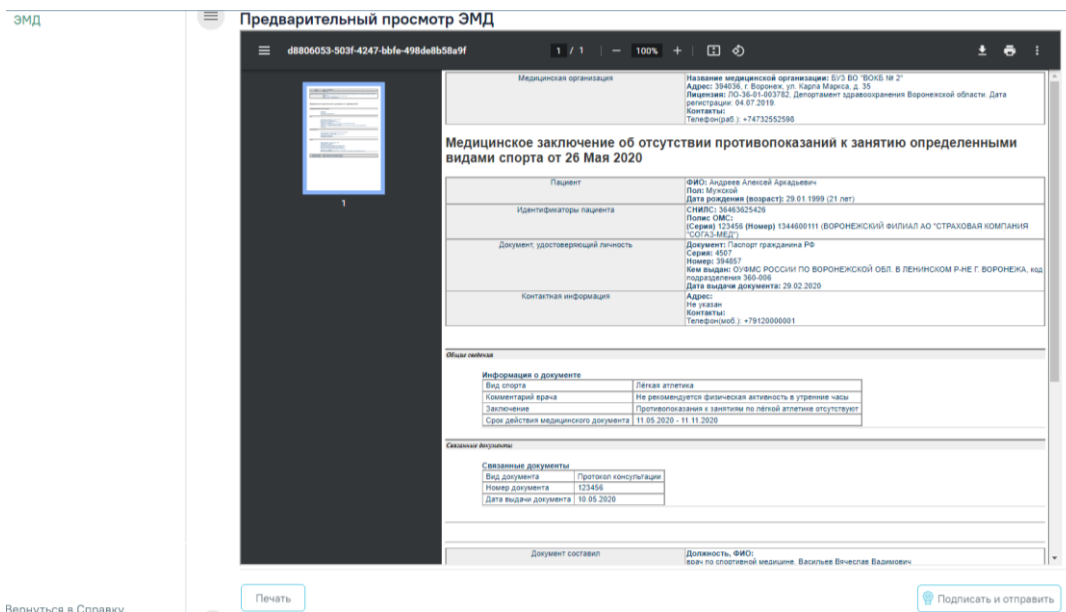 ЭМД
Предварительный просмотр ЭМД
d8806053-503f-4247-bbfe-498de8b58a9f
1 / 1
100%
1
Медицинская организация
Название медицинской организации: БУЗ ВО "ВОКБ № 2"
Адрес: 394036, г. Воронеж, ул. Карла Маркса, д. 35
Лицензия: ЛО-36-01-003782, Департамент здравоохранения Воронежской области. Дата
регистрации: 04.07.2019.
Контакты:
Телефон(раб.): +74732552598
Медицинское заключение об отсутствии противопоказаний к занятию определенными
видами спорта от 26 Мая 2020
Пациент
ФИО: Андреев Алексей Аркадьевич
Пол: Мужской
Дата рождения (возраст): 29.01.1999 (21 лет)
Идентификаторы пациента
СНИЛС: 36463625426
Полис ОМС:
(Серия) 123456 (Номер) 1344600111 (ВОРОНЕЖСКИЙ ФИЛИАЛ АО "СТРАХОВАЯ КОМПАНИЯ
"СОГАЗ-МЕД")
Документ, удостоверяющий личность
Документ: Паспорт гражданина РФ
Серия: 4507
Номер: 394857
Кем выдан: ОУФМС РОССИИ ПО ВОРОНЕЖСКОЙ ОБЛ. В ЛЕНИНСКОМ Р-НЕ Г. ВОРОНЕЖА, код
подразделения 360-006
Дата выдачи документа: 29.02.2020
Контактная информация
Адрес:
Не указан
Контакты:
Телефон(моб.): +79120000001
Общие сведения
Информация о документе
Вид спорта Лёгкая атлетика
Комментарий врача Не рекомендуется физическая активность в утренние часы
Заключение Противопоказания к занятиям по лёгкой атлетике отсутствуют
Срок действия медицинского документа 11.05.2020 - 11.11.2020
Связанные документы
Связанные документы
Вид документа Протокол консультации
Номер документа 123456
Дата выдачи документа 10.05.2020
Документ составил
Должность, ФИО:
врач по спортивной медицине, Васильев Вячеслав Вадимович
Печать
Подписать и отправить
Вернуться в Справку